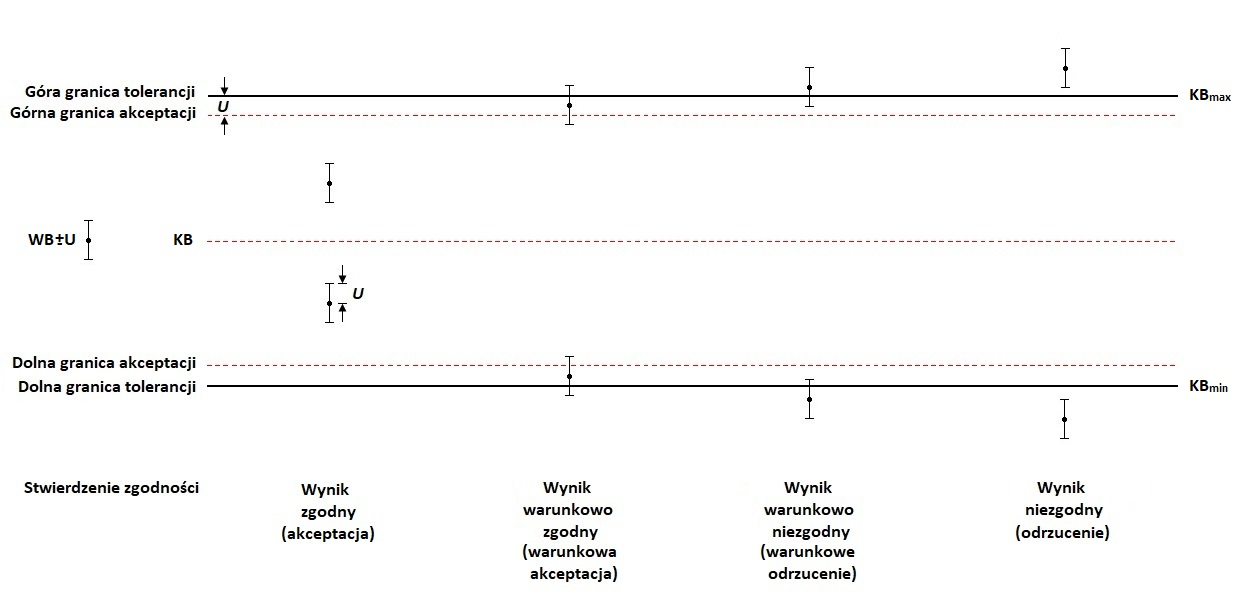 Góra granica tolerancji
U
KBmax
Górna granica akceptacji
WB±U
KB
U
Dolna granica akceptacji
Dolna granica tolerancji
KBmin
Stwierdzenie zgodności
Wynik
zgodny
(akceptacja)
Wynik
warunkowo
zgodny
(warunkowa
akceptacja)
Wynik
warunkowo
niezgodny
(warunkowe
odrzucenie)
Wynik
niezgodny
(odrzucenie)